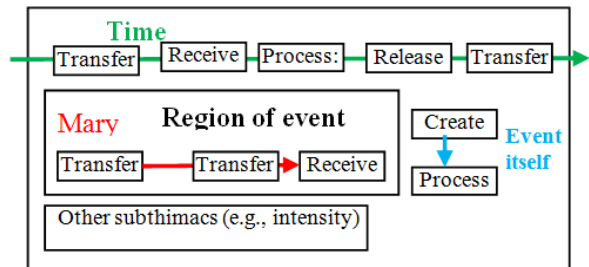 Time
Transfer Receive Process: Release Transfer
Mary Region of event
Transfer Transfer Receive
Create
Event
itself
Process
Other subthimacs (e.g., intensity)